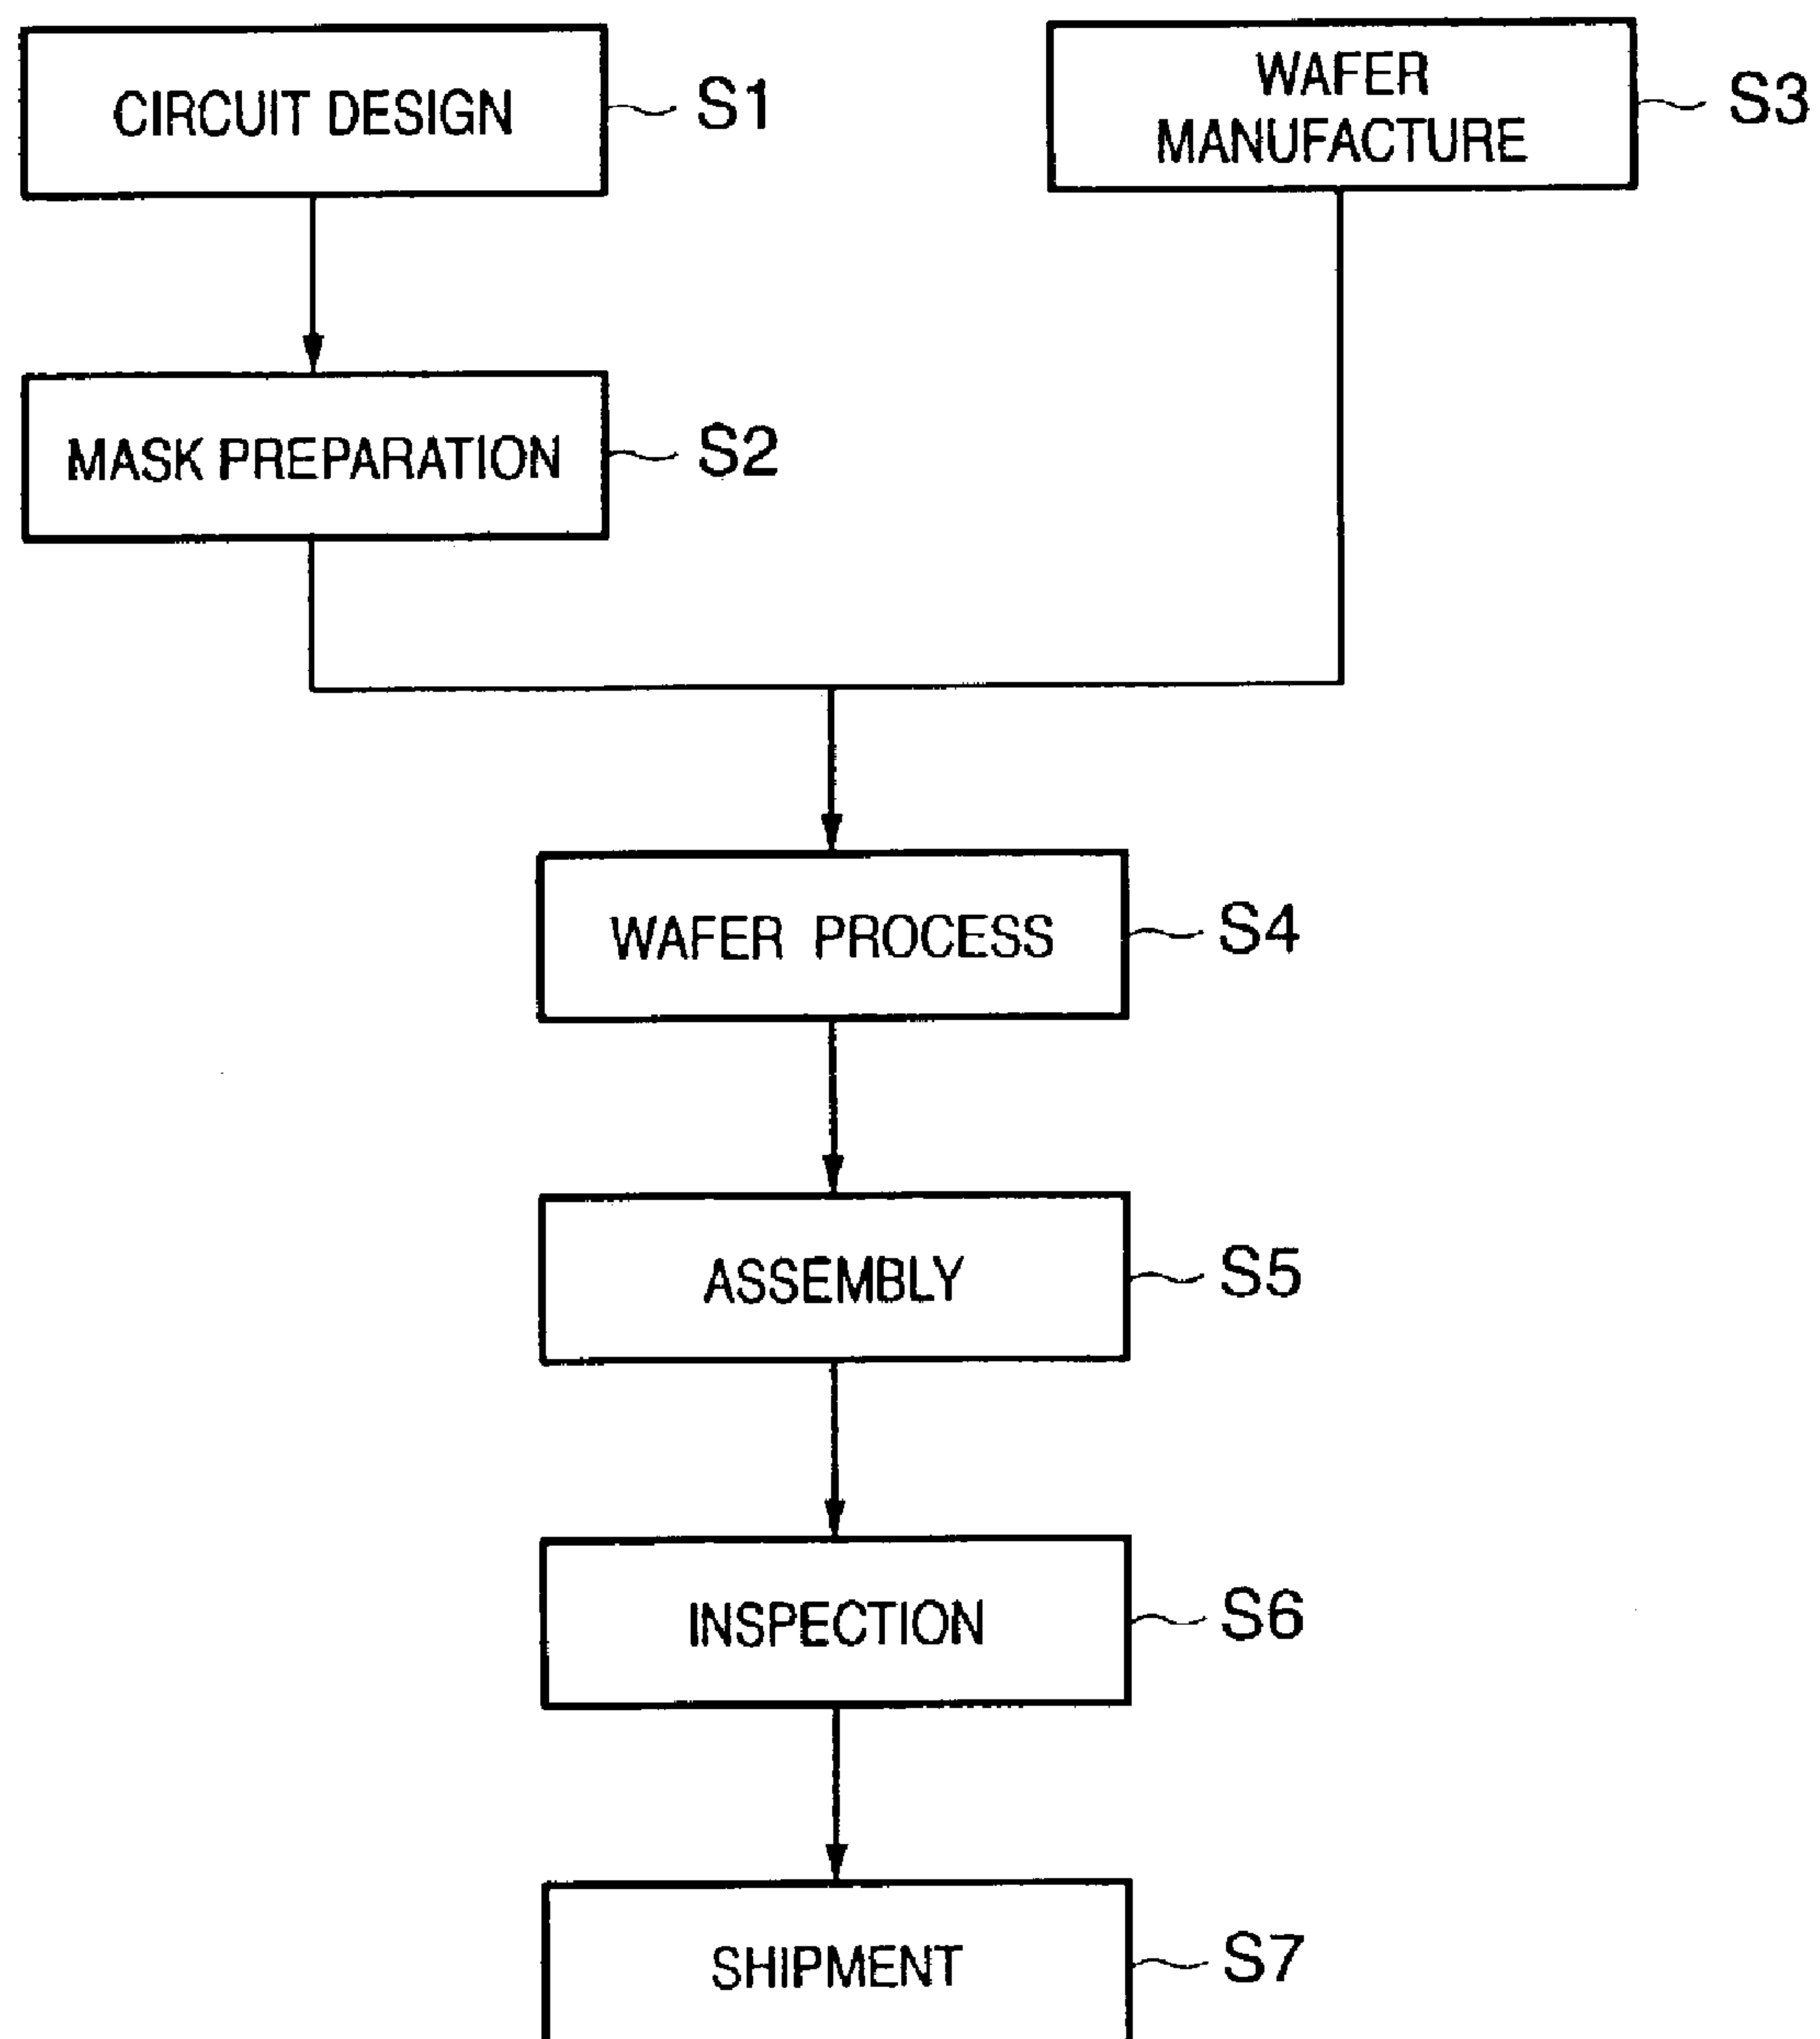 CIRCUIT DESIGN
S1
WAFER
MANUFACTURE
S3
MASK PREPARATION
S2
WAFER PROCESS
S4
ASSEMBLY
S5
INSPECTION
S6
SHIPMENT
S7